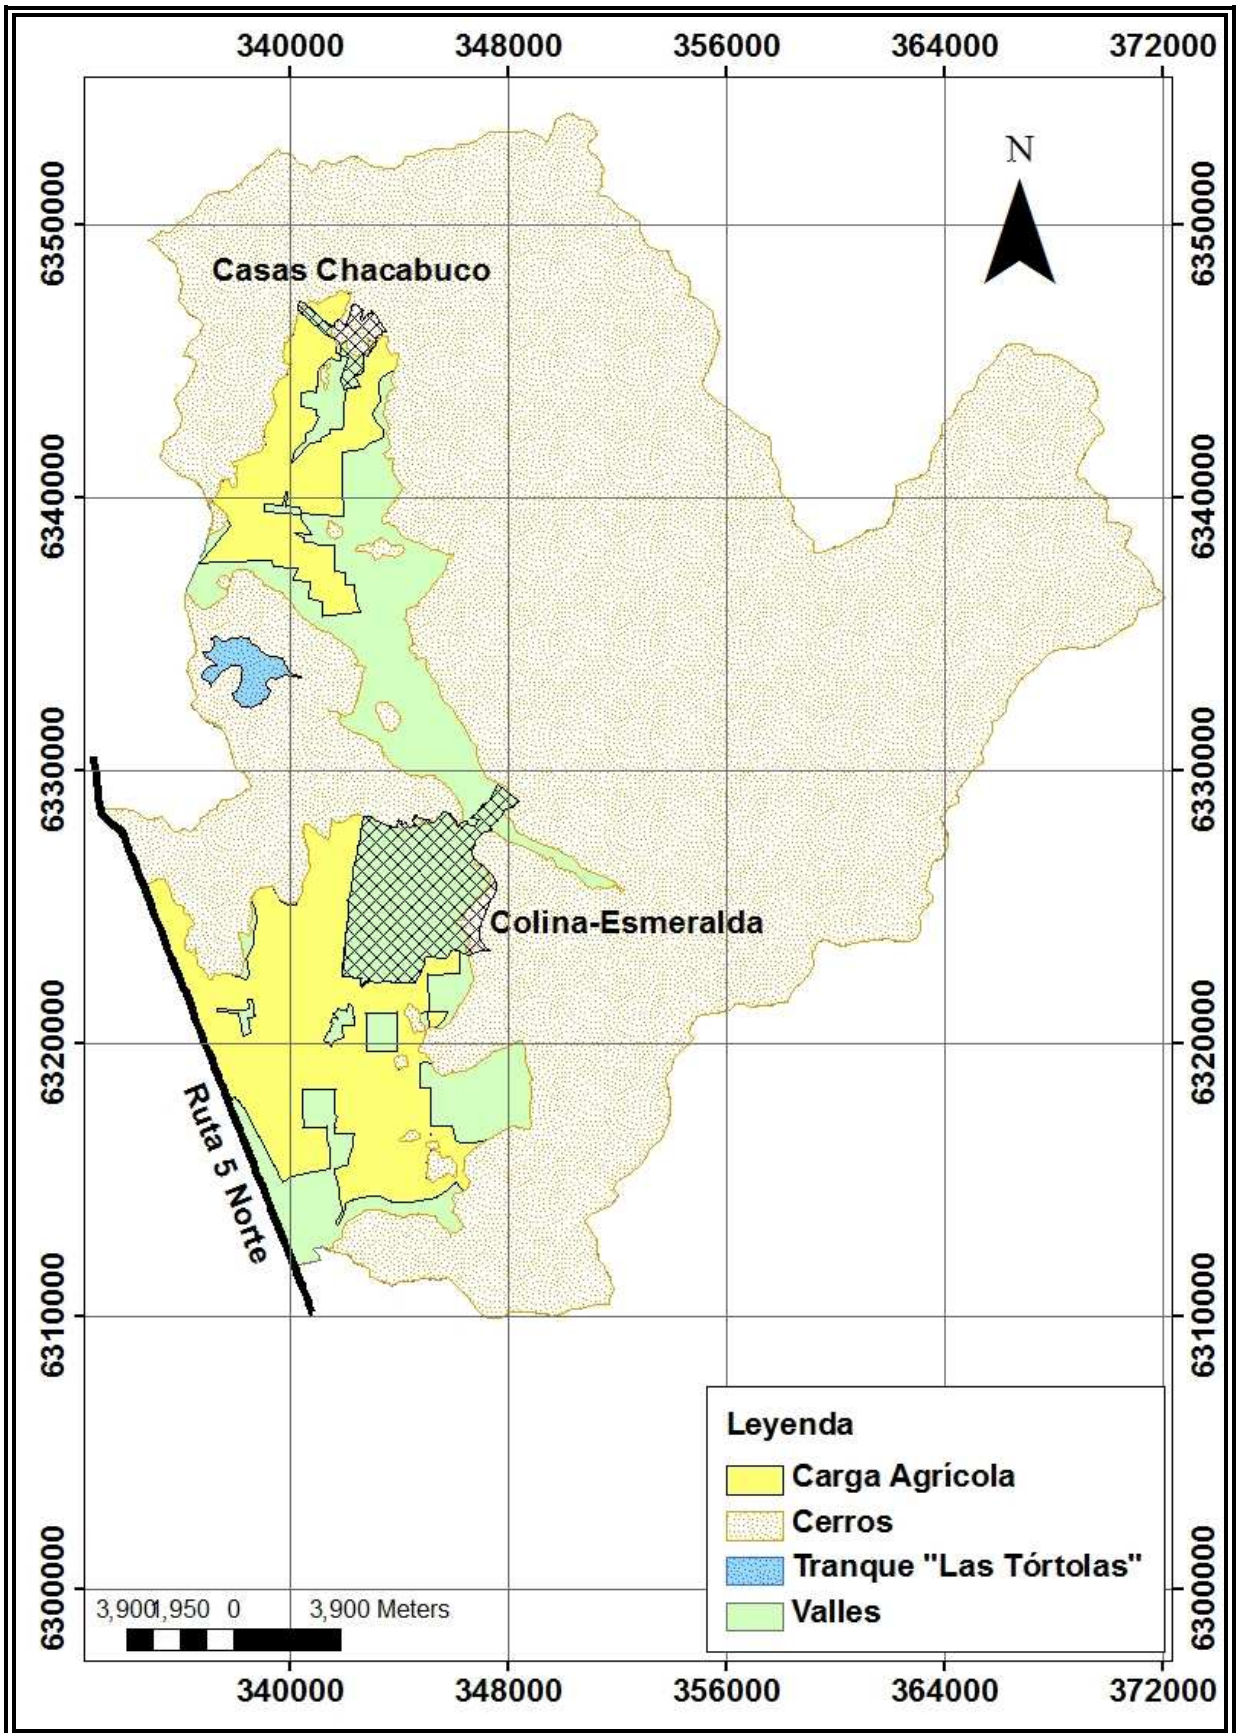 340000 348000 356000 364000 372000
N
6350000 6350000
Casas Chacabuco
6340000 6340000
6330000 6330000
Colina-Esmeralda
6320000 6320000
Ruta 5 Norte
6310000 6310000
Leyenda
Carga Agrícola
Cerros
Tranque "Las Tórtolas"
Valles
6300000 6300000
3,900 1,950 0 3,900 Meters
340000 348000 356000 364000 372000